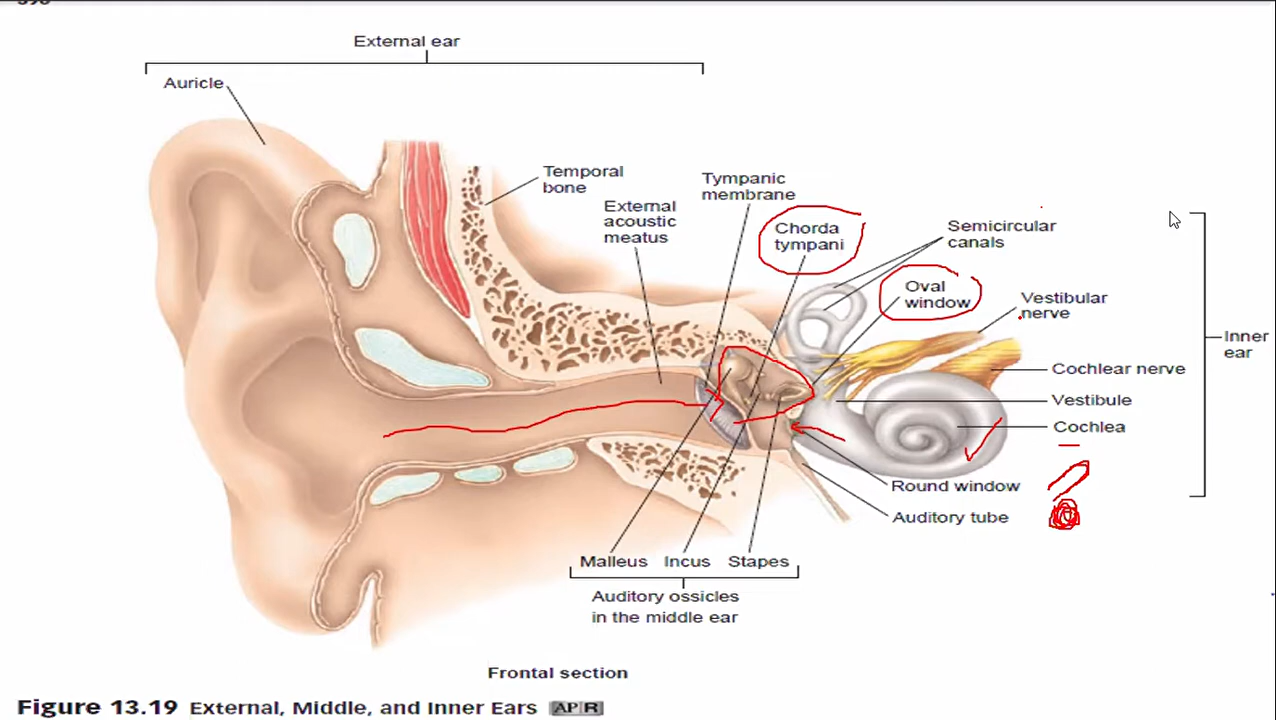 External ear
Auricle
Temporal
bone
Tympanic
membrane
External
acoustic
meatus
Chorda
tympani
Semicircular
canals
Oval
window
Vestibular
nerve
Inner
ear
Cochlear nerve
Vestibule
Cochlea
Round window
Auditory tube
Malleus Incus Stapes
Auditory ossicles
in the middle ear
Frontal section
Figure 13.19 External, Middle, and Inner Ears AP|R